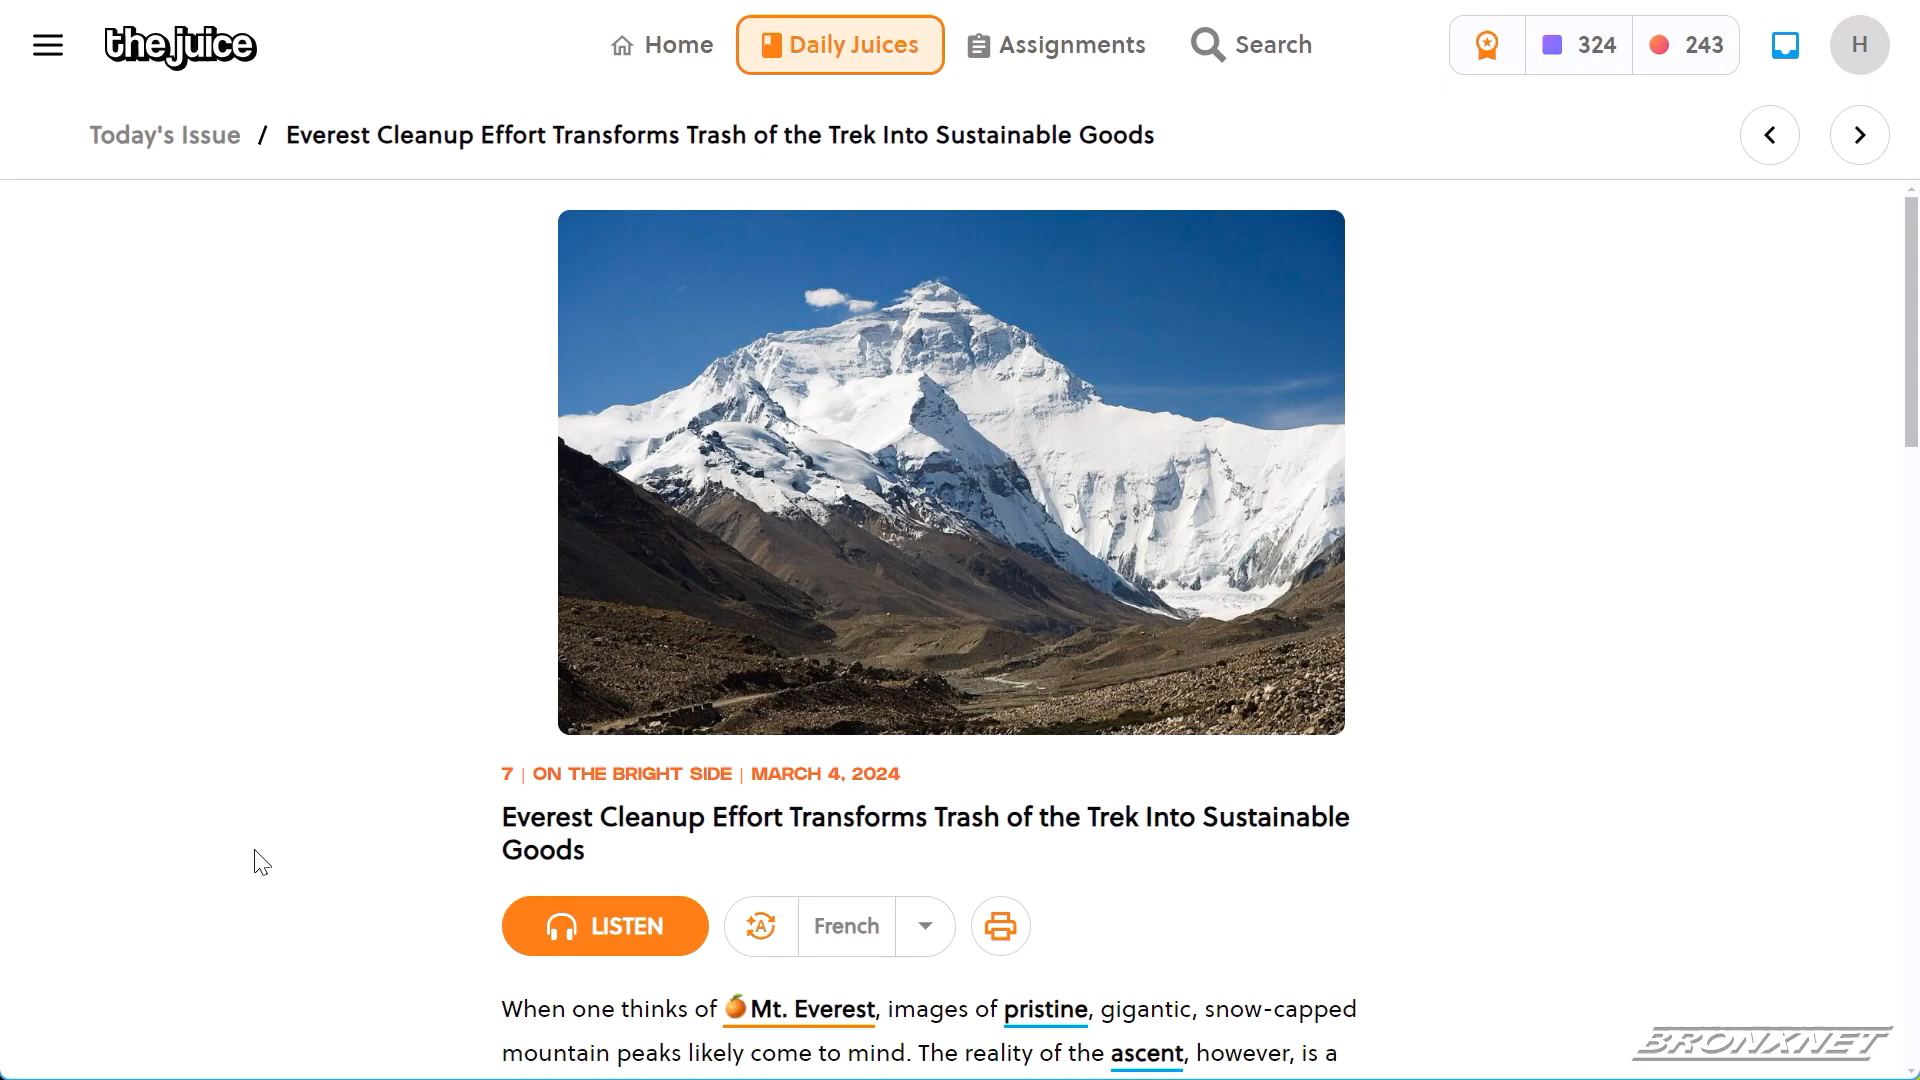 the juice
Home
Daily Juices
Assignments
Search
324
243
H
Today's Issue / Everest Cleanup Effort Transforms Trash of the Trek Into Sustainable Goods
7 | ON THE BRIGHT SIDE | MARCH 4, 2024
Everest Cleanup Effort Transforms Trash of the Trek Into Sustainable
Goods
LISTEN
A
French
When one thinks of Mt. Everest, images of pristine, gigantic, snow-capped
mountain peaks likely come to mind. The reality of the ascent, however, is a
BRONXNET